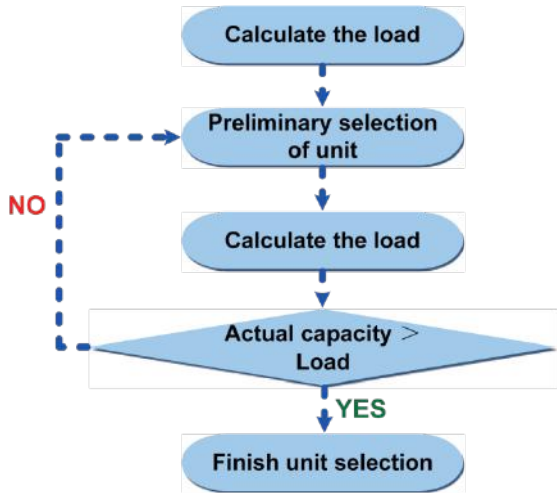 Calculate the load
Preliminary selection
of unit
NO
Calculate the load
Actual capacity ＞
Load
YES
Finish unit selection